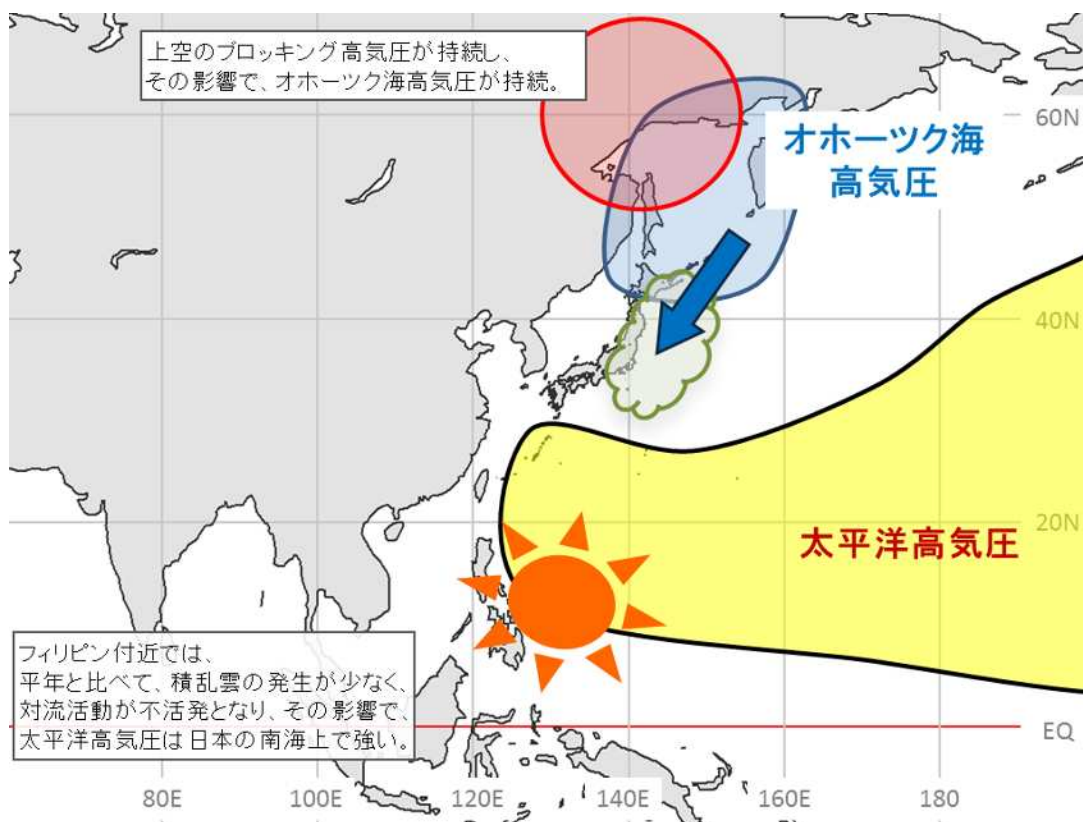 上空のブロッキング高気圧が持続し、
その影響で、オホーツク海高気圧が持続。
60N
オホーツク海
高気圧
40N
20N
太平洋高気圧
フィリピン付近では、
平年と比べて、積乱雲の発生が少なく、
対流活動が不活発となり、その影響で、
太平洋高気圧は日本の南海上で強い。
EQ
80E 100E 120E 140E 160E 180